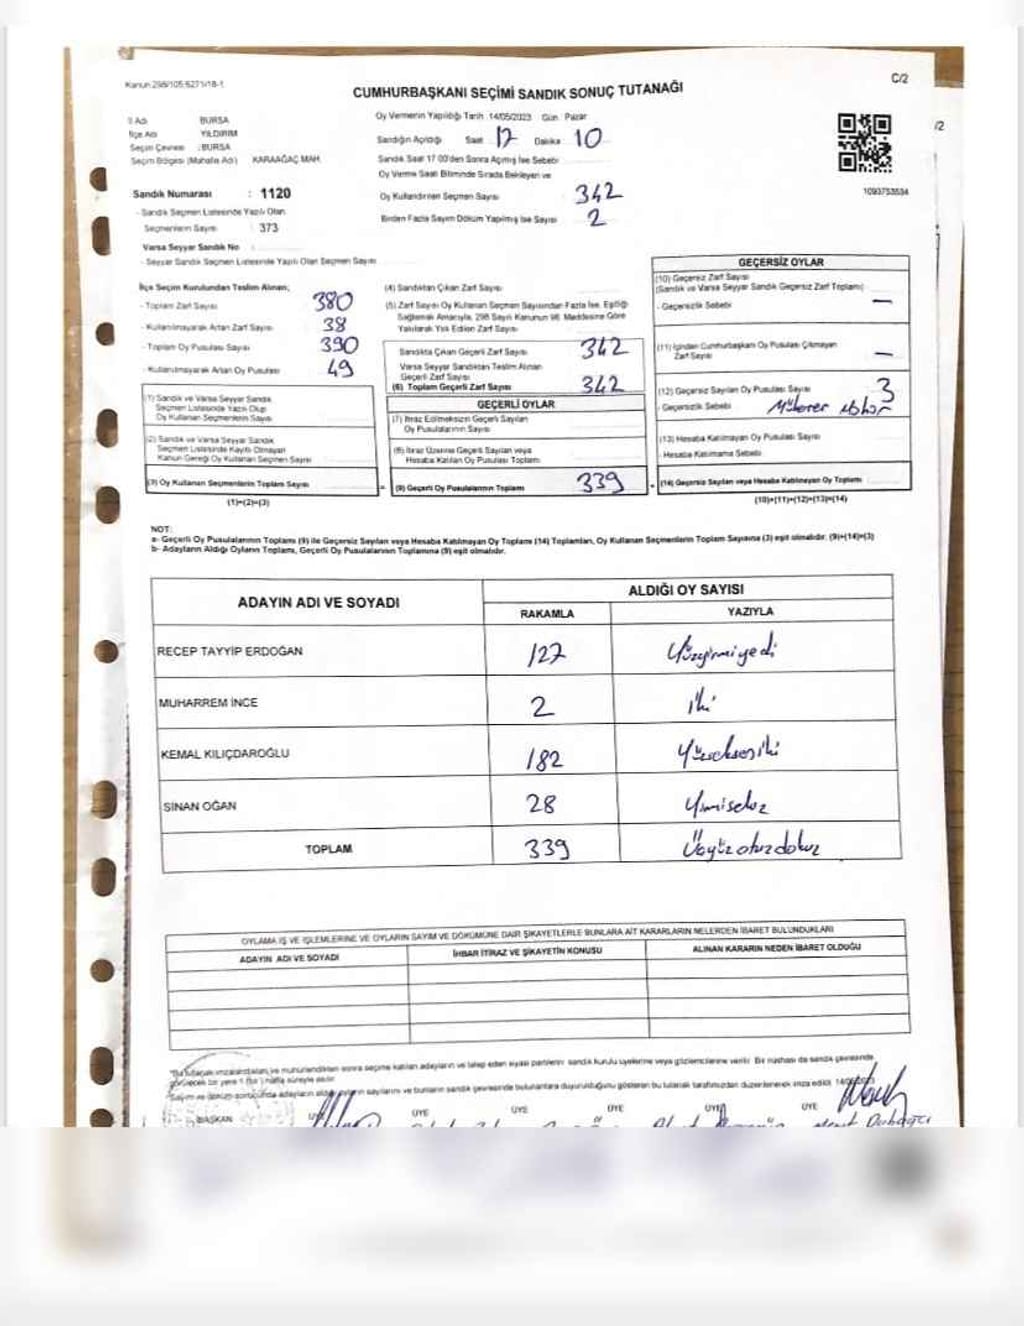 Kanun:298/105;6271/18-1
C/2
CUMHURBAŞKANI SEÇİMİ SANDIK SONUÇ TUTANAĞI
/2
İl Adı BURSA
İlçe Adı YILDIRIM
Seçim Çevresi :BURSA
Seçim Bölgesi (Mahalle Adı) KARAAĞAÇ MAH.
Sandık Numarası : 1120
- Sandık Seçmen Listesinde Yazılı Olan
Seçmenlerin Sayısı : 373
Varsa Seyyar Sandık No :
- Seyyar Sandık Seçmen Listesinde Yazılı Olan Seçmen Sayısı
Oy Vermenin Yapıldığı Tarih 14/05/2023 Gün Pazar
Sandığın Açıldığı Saat 17 Dakika 10
Sandık Saat 17 00'den Sonra Açılmış İse Sebebi
Oy Verme Saati Bitiminde Sırada Bekleyen ve
Oy Kullandırılan Seçmen Sayısı 342
Birden Fazla Sayım Döküm Yapılmış İse Sayısı 2
1093753534
İlçe Seçim Kurulundan Teslim Alınan;
- Toplam Zarf Sayısı 380
- Kullanılmayarak Artan Zarf Sayısı 38
- Toplam Oy Pusulası Sayısı 390
- Kullanılmayarak Artan Oy Pusulası 49
(1) Sandık ve Varsa Seyyar Sandık
Seçmen Listesinde Yazılı Olup
Oy Kullanan Seçmenlerin Sayısı
(2) Sandık ve Varsa Seyyar Sandık
Seçmen Listesinde Kayıtlı Olmayan
Kanun Gereği Oy Kullanan Seçmenlerin Sayısı
(3) Oy Kullanan Seçmenlerin Toplam Sayısı
(1)+(2)=(3)
(4) Sandıktan Çıkan Zarf Sayısı
(5) Zarf Sayısı Oy Kullanan Seçmen Sayısından Fazla İse, Eşitliği
Sağlamak Amacıyla, 298 Sayılı Kanunun 98. Maddesine Göre
Yakılarak Yok Edilen Zarf Sayısı
Sandıkta Çıkan Geçerli Zarf Sayısı 342
Varsa Seyyar Sandıktan Teslim Alınan
Geçerli Zarf Sayısı
(6) Toplam Geçerli Zarf Sayısı 342
GEÇERLİ OYLAR
(7) İtiraz Edilmeksizin Geçerli Sayılan
Oy Pusulalarının Sayısı
(8) İtiraz Üzerine Geçerli Sayılan veya
Hesaba Katılan Oy Pusulası Toplamı
= (9) Geçerli Oy Pusulalarının Toplamı 339 +
GEÇERSİZ OYLAR
(10) Geçersiz Zarf Sayısı
(Sandık ve Varsa Seyyar Sandık Geçersiz Zarf Toplamı)
- Geçersizlik Sebebi —
(11) İçinden Cumhurbaşkanı Oy Pusulası Çıkmayan
Zarf Sayısı —
(12) Geçersiz Sayılan Oy Pusulası Sayısı 3
- Geçersizlik Sebebi
(13) Hesaba Katılmayan Oy Pusulası Sayısı
- Hesaba Katılmama Sebebi
(14) Geçersiz Sayılan veya Hesaba Katılmayan Oy Toplamı
(10)+(11)+(12)+(13)=(14)
NOT:
a- Geçerli Oy Pusulalarının Toplamı (9) ile Geçersiz Sayılan veya Hesaba Katılmayan Oy Toplamı (14) Toplamları, Oy Kullanan Seçmenlerin Toplam Sayısına (3) eşit olmalıdır. (9)+(14)=(3)
b- Adayların Aldığı Oyların Toplamı, Geçerli Oy Pusulalarının Toplamına (9) eşit olmalıdır.
ADAYIN ADI VE SOYADI ALDIĞI OY SAYISI
RAKAMLA YAZIYLA
RECEP TAYYİP ERDOĞAN 127 Yüzyirmiyedi
MUHARREM İNCE 2 iki
KEMAL KILIÇDAROĞLU 182 Yüzsekseniki
SİNAN OĞAN 28 Yirmisekiz
TOPLAM 339 Üçyüzotuzdokuz
OYLAMA İŞ VE İŞLEMLERİNE VE OYLARIN SAYIM VE DÖKÜMÜNE DAİR ŞİKAYETLERLE BUNLARA AİT KARARLARIN NELERDEN İBARET BULUNDUKLARI
ADAYIN ADI VE SOYADI İHBAR İTİRAZ VE ŞİKAYETİN KONUSU ALINAN KARARIN NEDEN İBARET OLDUĞU
BAŞKAN ÜYE ÜYE ÜYE ÜYE ÜYE ÜYE